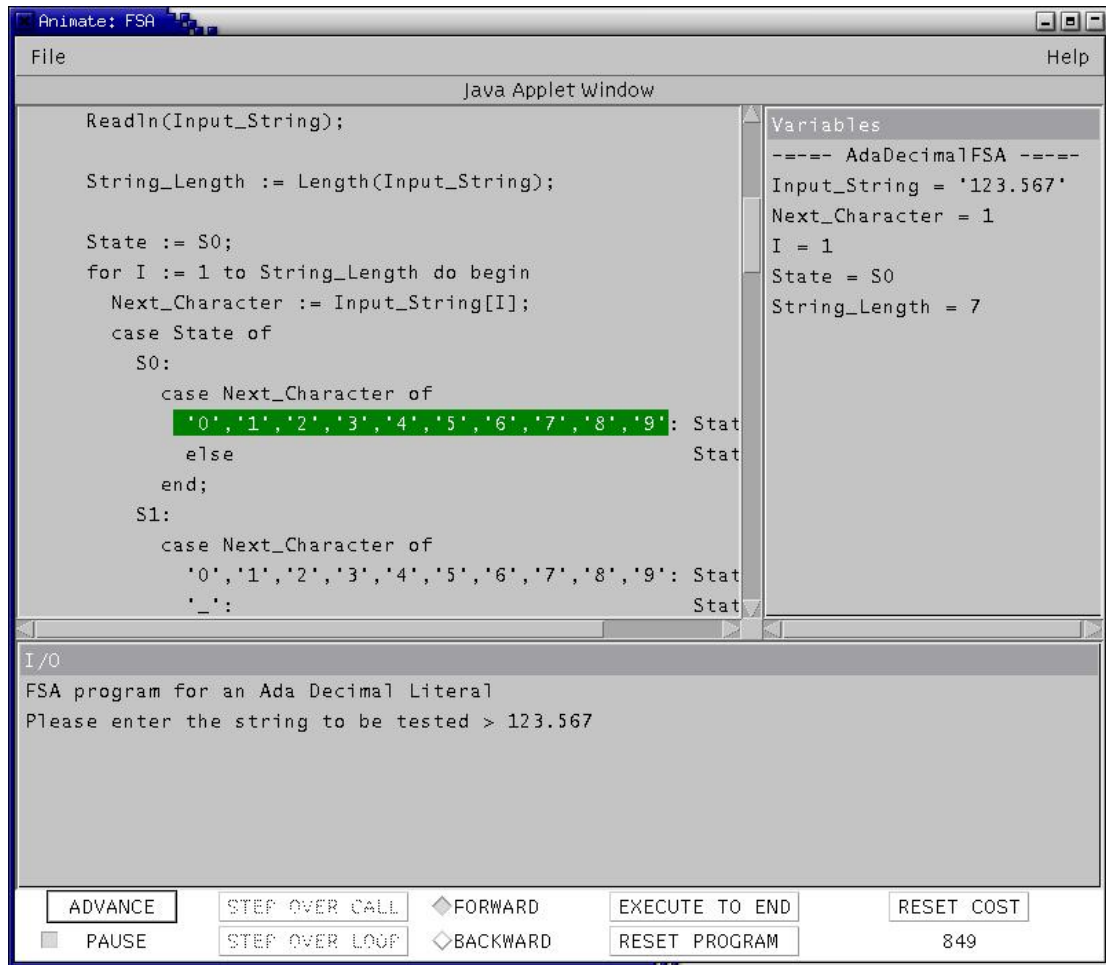 Animate: FSA
File Help
Java Applet Window
Readln(Input_String);
String_Length := Length(Input_String);
State := S0;
for I := 1 to String_Length do begin
Next_Character := Input_String[I];
case State of
S0:
case Next_Character of
'0','1','2','3','4','5','6','7','8','9': Stat
else Stat
end;
S1:
case Next_Character of
'0','1','2','3','4','5','6','7','8','9': Stat
'_': Stat
Variables
-=-=- AdaDecimalFSA -=-=-
Input_String = '123.567'
Next_Character = 1
I = 1
State = S0
String_Length = 7
I/O
FSA program for an Ada Decimal Literal
Please enter the string to be tested > 123.567
ADVANCE STEP OVER CALL FORWARD EXECUTE TO END RESET COST
PAUSE STEP OVER LOOP BACKWARD RESET PROGRAM 849